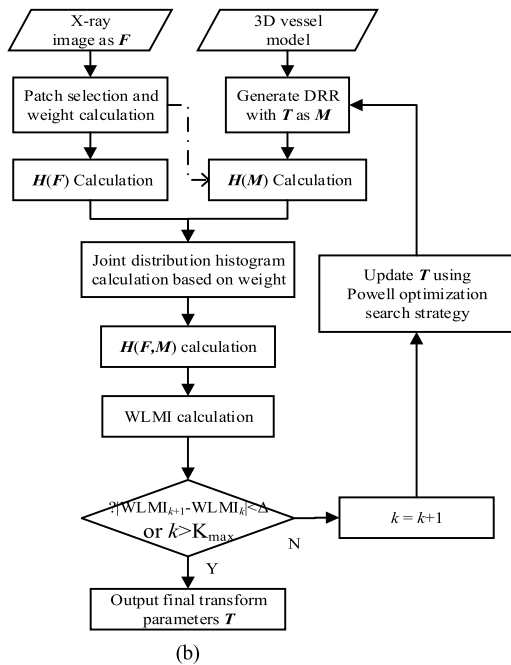 X-ray
image as F
3D vessel
model
Patch selection and
weight calculation
Generate DRR
with T as M
H(F) Calculation
H(M) Calculation
Joint distribution histogram
calculation based on weight
Update T using
Powell optimization
search strategy
H(F,M) calculation
WLMI calculation
?|WLMIk+1-WLMIk|<Δ
or k>Kmax
k = k+1
N
Y
Output final transform
parameters T
(b)